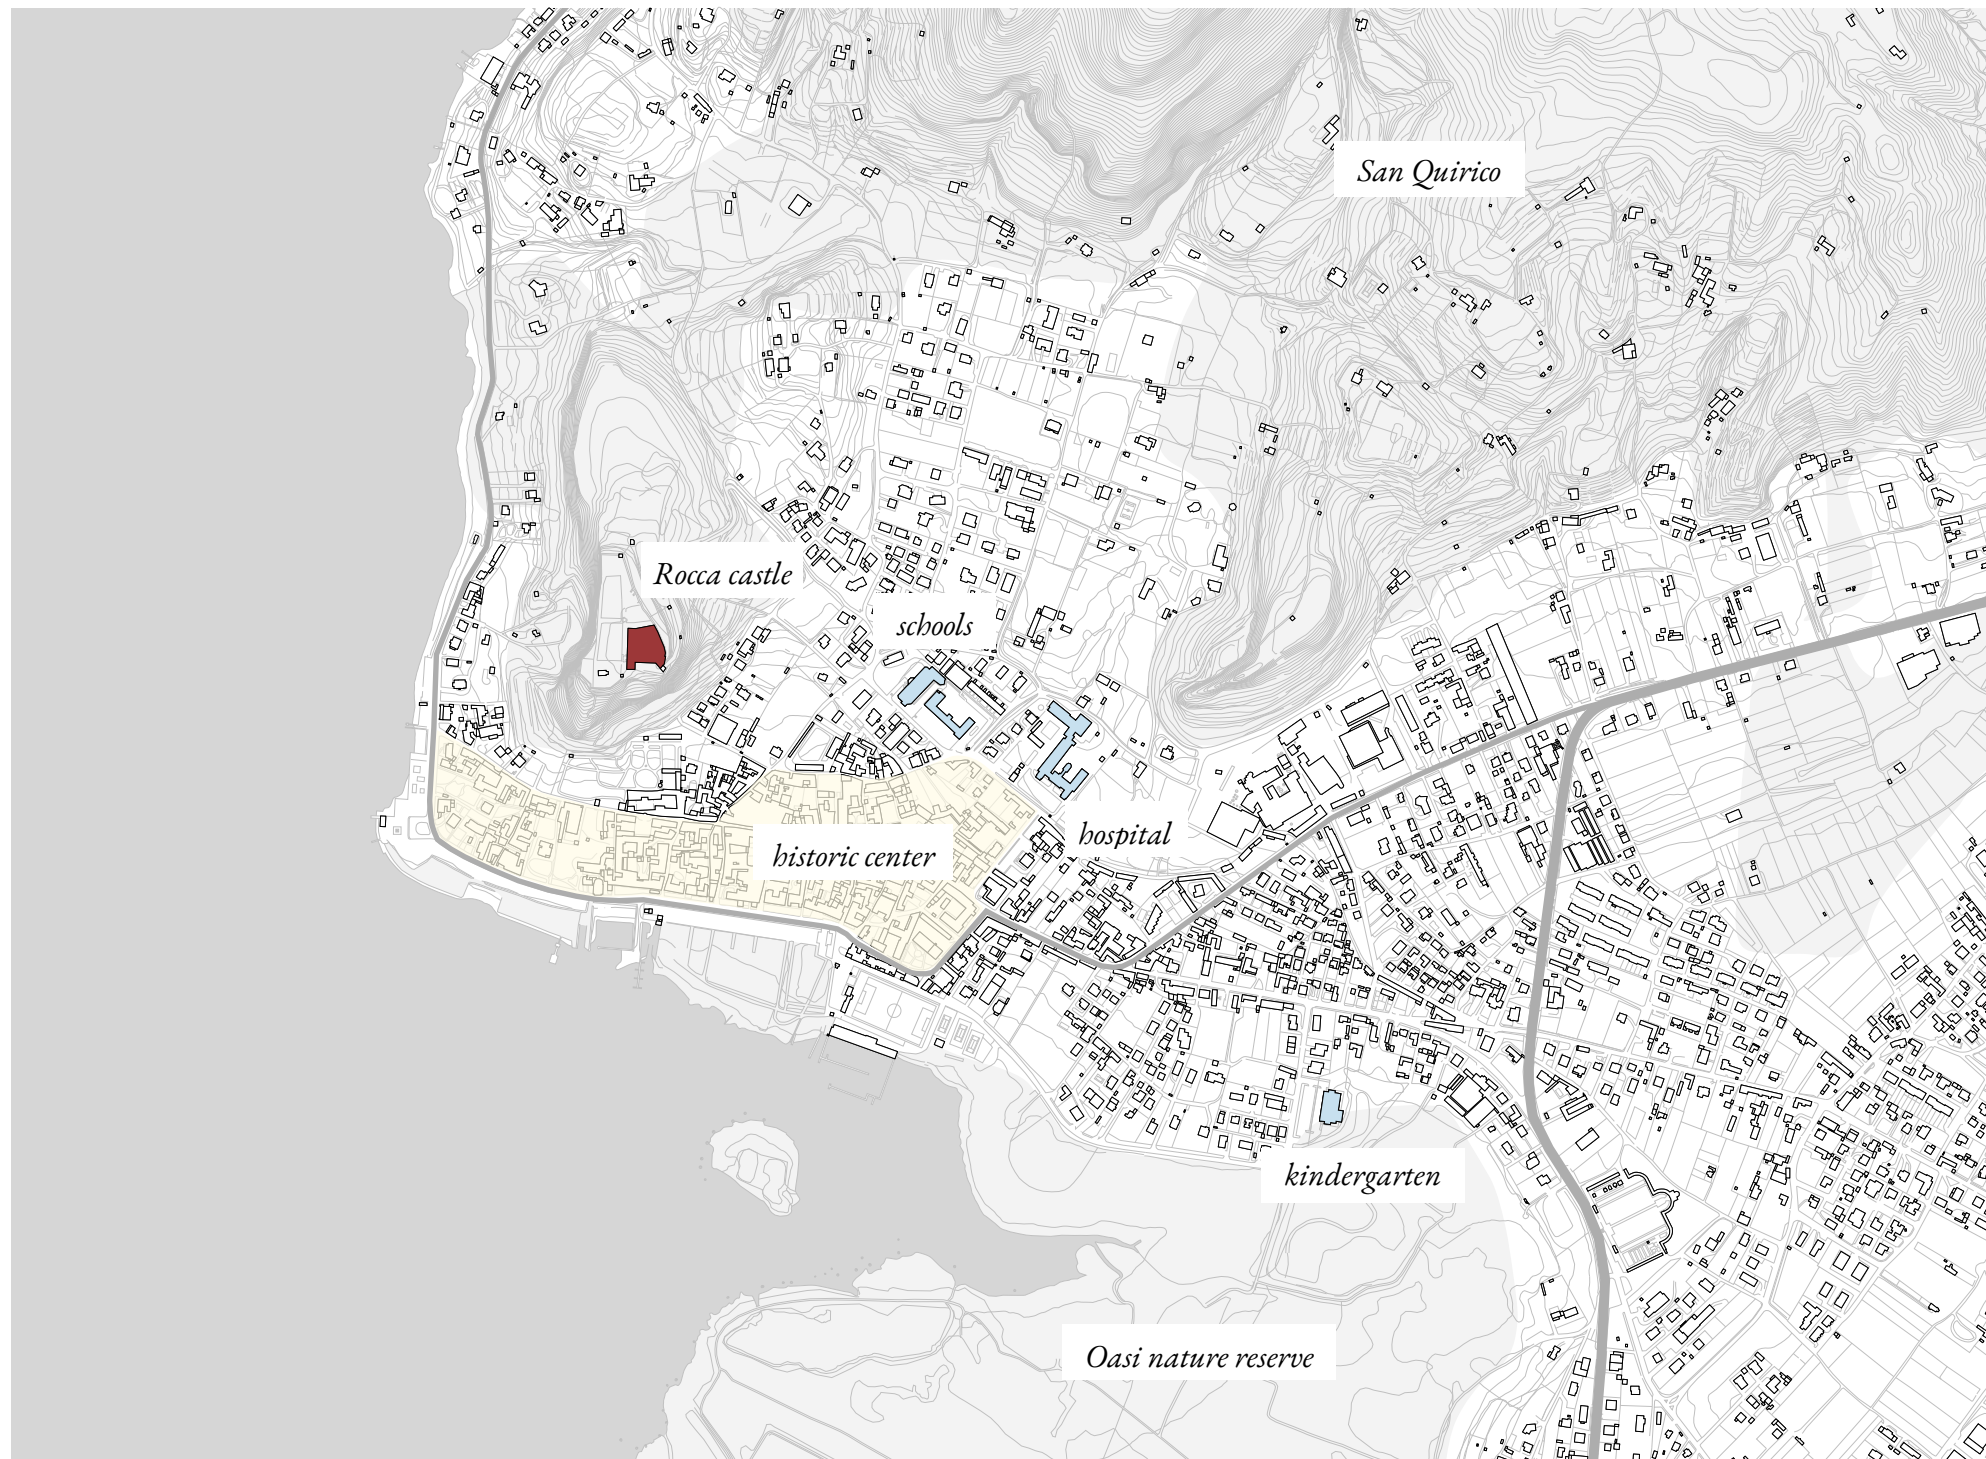 San Quirico
Rocca castle
schools
historic center
hospital
kindergarten
Oasi nature reserve